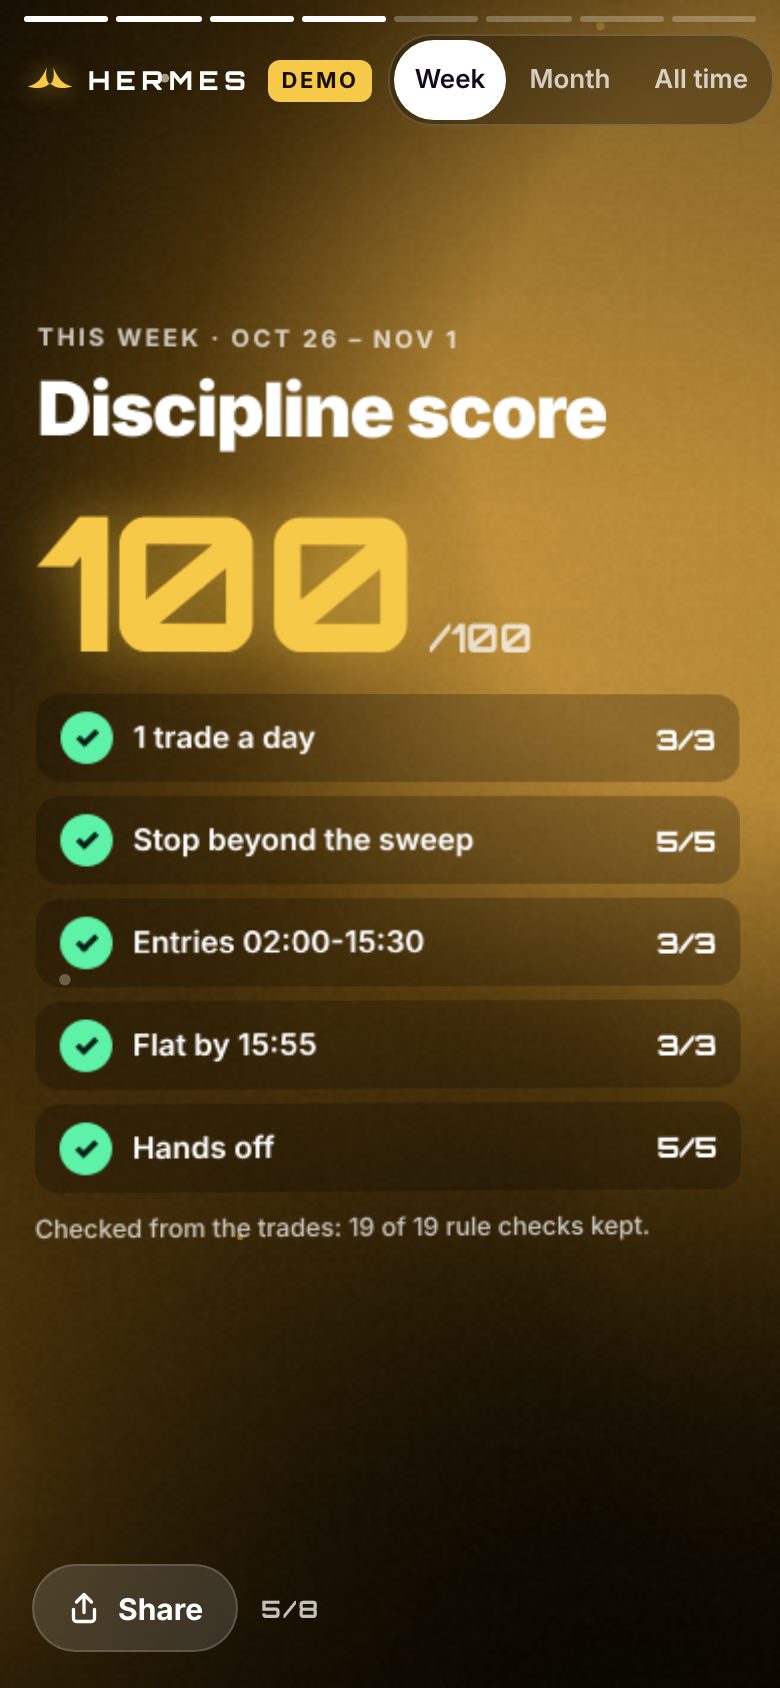 HERMES DEMO Week Month All time
THIS WEEK · OCT 26 – NOV 1
Discipline score
100 /100
1 trade a day 3/3
Stop beyond the sweep 5/5
Entries 02:00-15:30 3/3
Flat by 15:55 3/3
Hands off 5/5
Checked from the trades: 19 of 19 rule checks kept.
Share 5/8